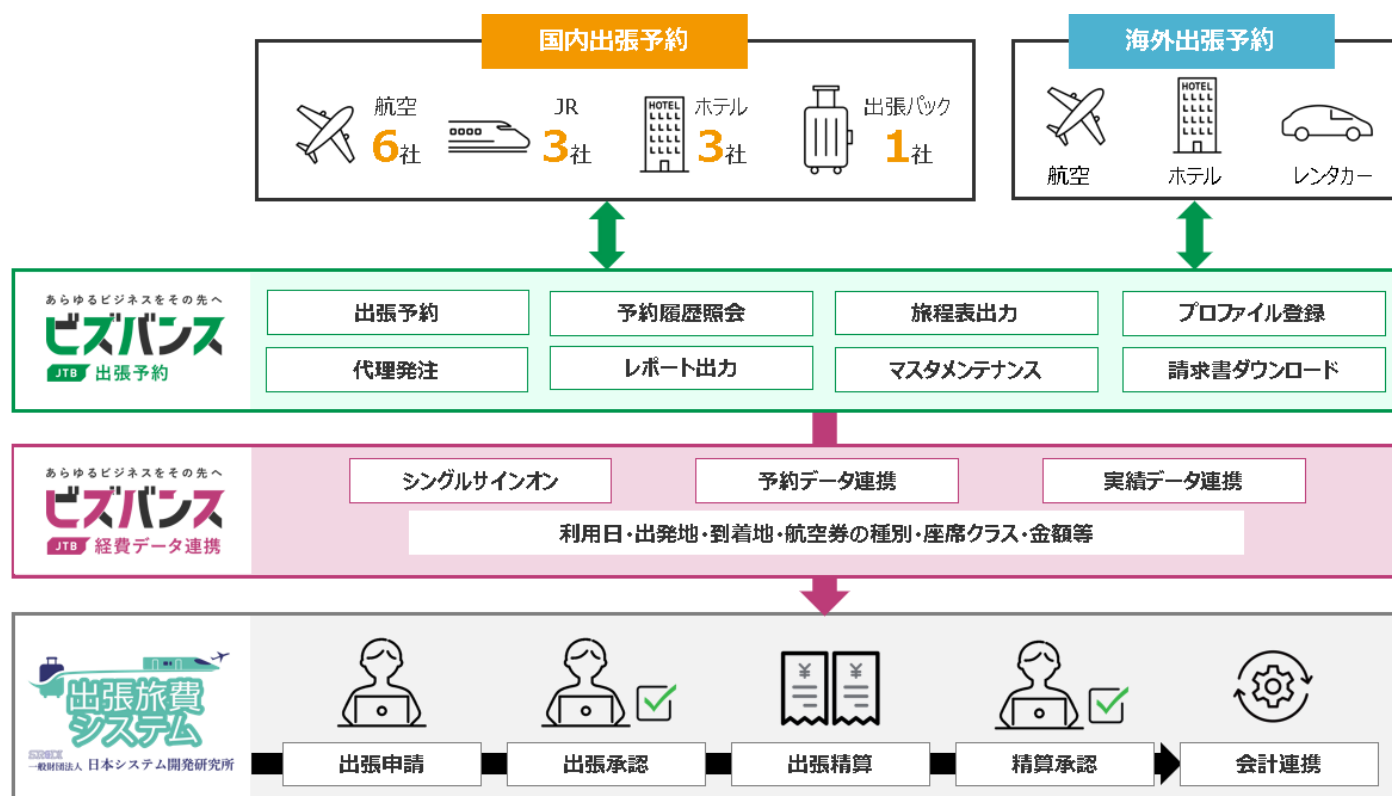 国内出張予約
海外出張予約
航空
6社
JR
3社
HOTEL
ホテル
3社
出張パック
1社
HOTEL
航空
ホテル
レンタカー
あらゆるビジネスをその先へ
ビズバンス
JTB 出張予約
出張予約
予約履歴照会
旅程表出力
プロファイル登録
代理発注
レポート出力
マスタメンテナンス
請求書ダウンロード
あらゆるビジネスをその先へ
ビズバンス
JTB 経費データ連携
シングルサインオン
予約データ連携
実績データ連携
利用日・出発地・到着地・航空券の種別・座席クラス・金額等
出張旅費
システム
一般財団法人 日本システム開発研究所
¥
¥
出張申請
出張承認
出張精算
精算承認
会計連携